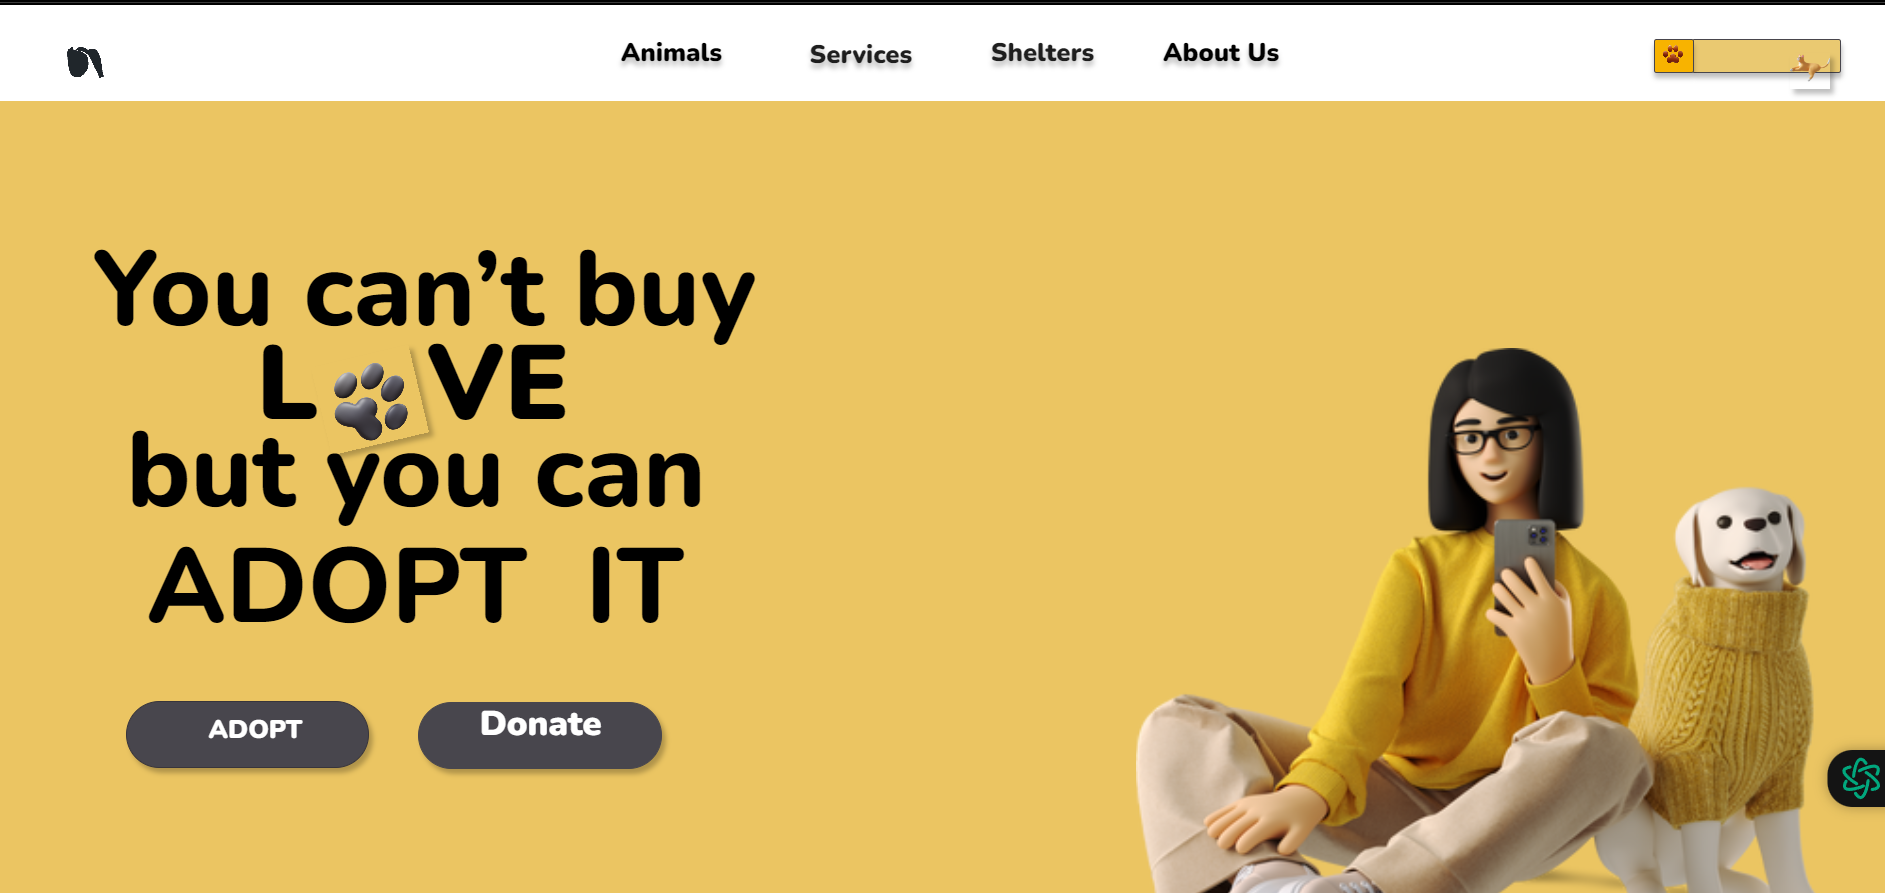 Animals
Services
Shelters
About Us
You can’t buy
L VE
but you can
ADOPT IT
ADOPT
Donate